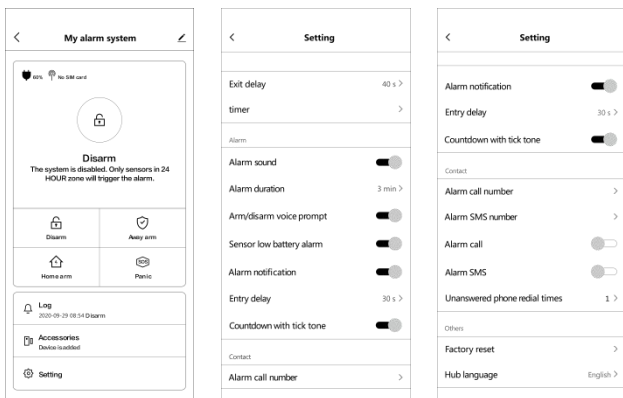 My alarm system
60% No SIM card
Disarm
The system is disabled. Only sensors in 24
HOUR zone will trigger the alarm.
Disarm
Away arm
Home arm
SOS
Panic
Log
2020-09-29 08:54 Disarm
Accessories
Device is added
Setting
Setting
Exit delay 40 s >
timer >
Alarm
Alarm sound
Alarm duration 3 min >
Arm/disarm voice prompt
Sensor low battery alarm
Alarm notification
Entry delay 30 s >
Countdown with tick tone
Contact
Alarm call number >
Setting
Alarm notification
Entry delay 30 s >
Countdown with tick tone
Contact
Alarm call number >
Alarm SMS number >
Alarm call
Alarm SMS
Unanswered phone redial times 1 >
Others
Factory reset >
Hub language English >